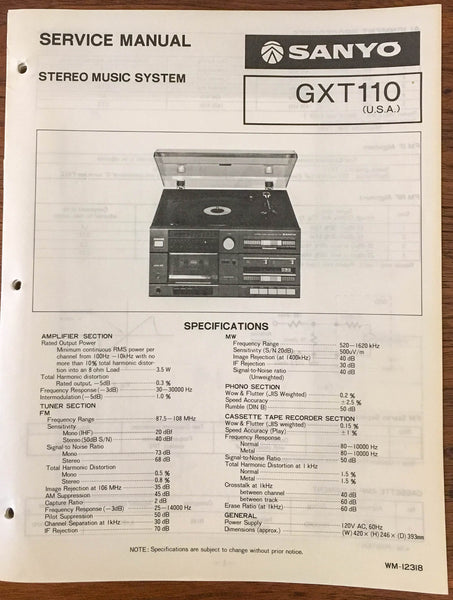 SERVICE MANUAL
SANYO
STEREO MUSIC SYSTEM
GXT110
(U.S.A.)
SPECIFICATIONS
AMPLIFIER SECTION
Rated Output Power
Minimum continuous RMS power per
channel from 100Hz –10kHz with no
more than 10% total harmonic distor-
tion into an 8 ohm Load 3.5 W
Total Harmonic distortion
Rated output, –5dB 0.3 %
Frequency Response (–3dB) 30–30000 Hz
Intermodulation (–5dB) 1.0 %
TUNER SECTION
FM
Frequency Range 87.5–108 MHz
Sensitivity
Mono (IHF) 20 dBf
Stereo (50dB S/N) 40 dBf
Signal-to-Noise Ratio
Mono 73 dB
Stereo 68 dB
Total Harmonic Distortion
Mono 0.5 %
Stereo 0.8 %
Image Rejection at 106 MHz 35 dB
AM Suppression 45 dB
Capture Ratio 2 dB
Frequency Response (–3dB) 25–14000 Hz
Pilot Suppression 50 dB
Channel Separation at 1kHz 30 dB
IF Rejection 70 dB
MW
Frequency Range 520–1620 kHz
Sensitivity (S/N 20dB) 500uV/m
Image Rejection (at 1400kHz) 40 dB
IF Rejection 30 dB
Signal-to-Noise ratio 40 dB
(Unweighted)
PHONO SECTION
Wow & Flutter (JIS Weighted) 0.2 %
Speed Accuracy ±2.5 %
Rumble (DIN B) 50 dB
CASSETTE TAPE RECORDER SECTION
Wow & Flutter (JIS weighted) 0.15 %
Speed Accuracy (Play) ±1 %
Frequency Response
Normal 80–10000 Hz
Metal 80–10000 Hz
Signal-to-Noise Ratio 50 dB
Total Harmonic Distortion at 1 kHz
Normal 1.5 %
Metal 1.5 %
Crosstalk at 1kHz
between channel 40 dB
between track 60 dB
Erase Ratio (at 1kHz) 60 dB
GENERAL
Power Supply 120V AC, 60Hz
Dimensions (approx.) (W) 420 × (H) 246 × (D) 393mm
NOTE: Specifications are subject to change without prior notice.
WM-12318